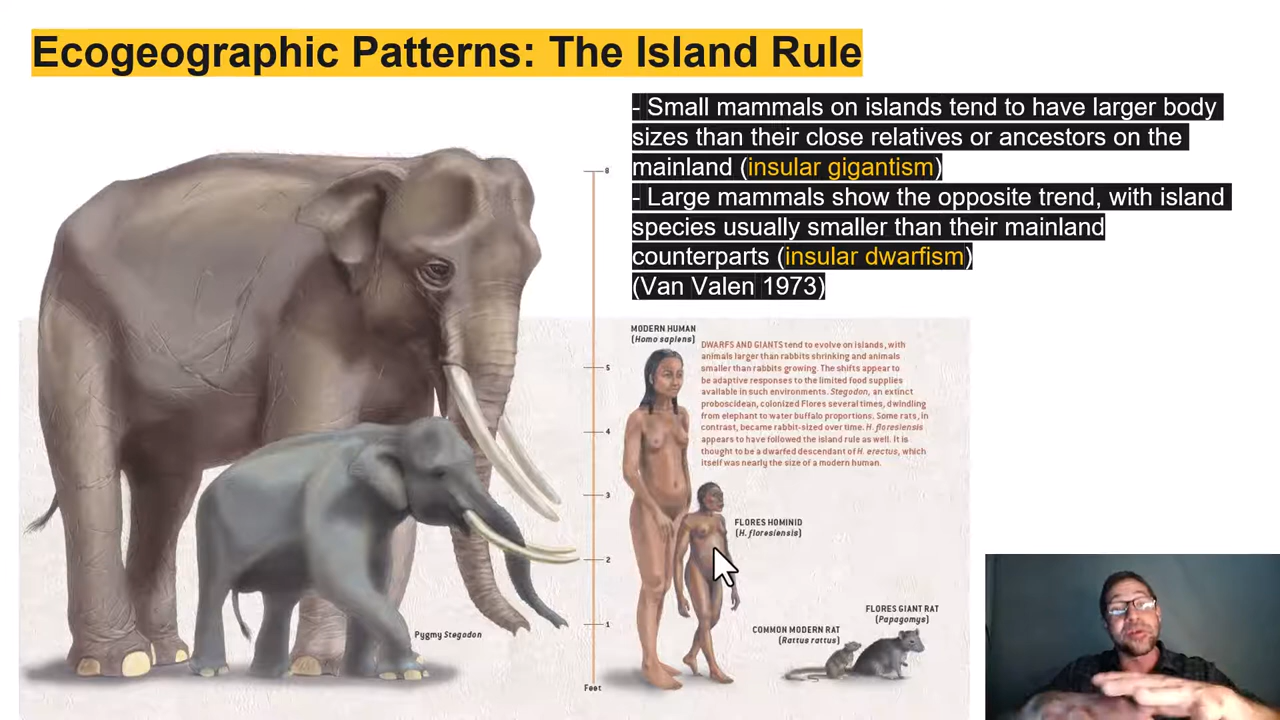 Ecogeographic Patterns: The Island Rule
- Small mammals on islands tend to have larger body
sizes than their close relatives or ancestors on the
mainland (insular gigantism)
- Large mammals show the opposite trend, with island
species usually smaller than their mainland
counterparts (insular dwarfism)
(Van Valen 1973)
8
5
4
3
2
1
Feet
Pygmy Stegodon
MODERN HUMAN
(Homo sapiens)
DWARFS AND GIANTS tend to evolve on islands, with
animals larger than rabbits shrinking and animals
smaller than rabbits growing. The shifts appear to
be adaptive responses to the limited food supplies
available in such environments. Stegodon, an extinct
proboscidean, colonized Flores several times, dwindling
from elephant to water buffalo proportions. Some rats, in
contrast, became rabbit-sized over time. H. floresiensis
appears to have followed the island rule as well. It is
thought to be a dwarfed descendant of H. erectus, which
itself was nearly the size of a modern human.
FLORES HOMINID
(H. floresiensis)
COMMON MODERN RAT
(Rattus rattus)
FLORES GIANT RAT
(Papagomys)